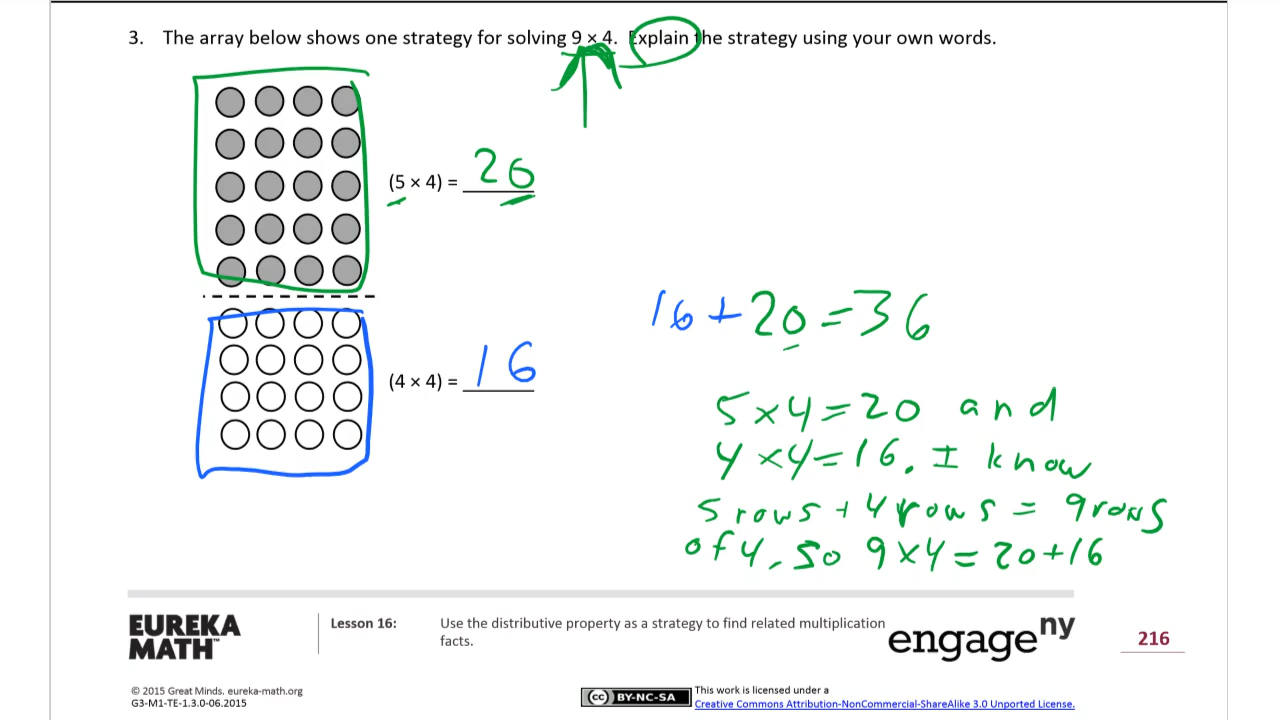 3. The array below shows one strategy for solving 9 × 4. Explain the strategy using your own words.
(5 × 4) = 20
16 + 20 = 36
(4 × 4) = 16
5 × 4 = 20 and
4 × 4 = 16. I know
5 rows + 4 rows = 9 rows
of 4, so 9 × 4 = 20 + 16
EUREKA
MATH™
Lesson 16:
Use the distributive property as a strategy to find related multiplication
facts.
engageny
216
© 2015 Great Minds. eureka-math.org
G3-M1-TE-1.3.0-06.2015
cc BY-NC-SA
This work is licensed under a
Creative Commons Attribution-NonCommercial-ShareAlike 3.0 Unported License.